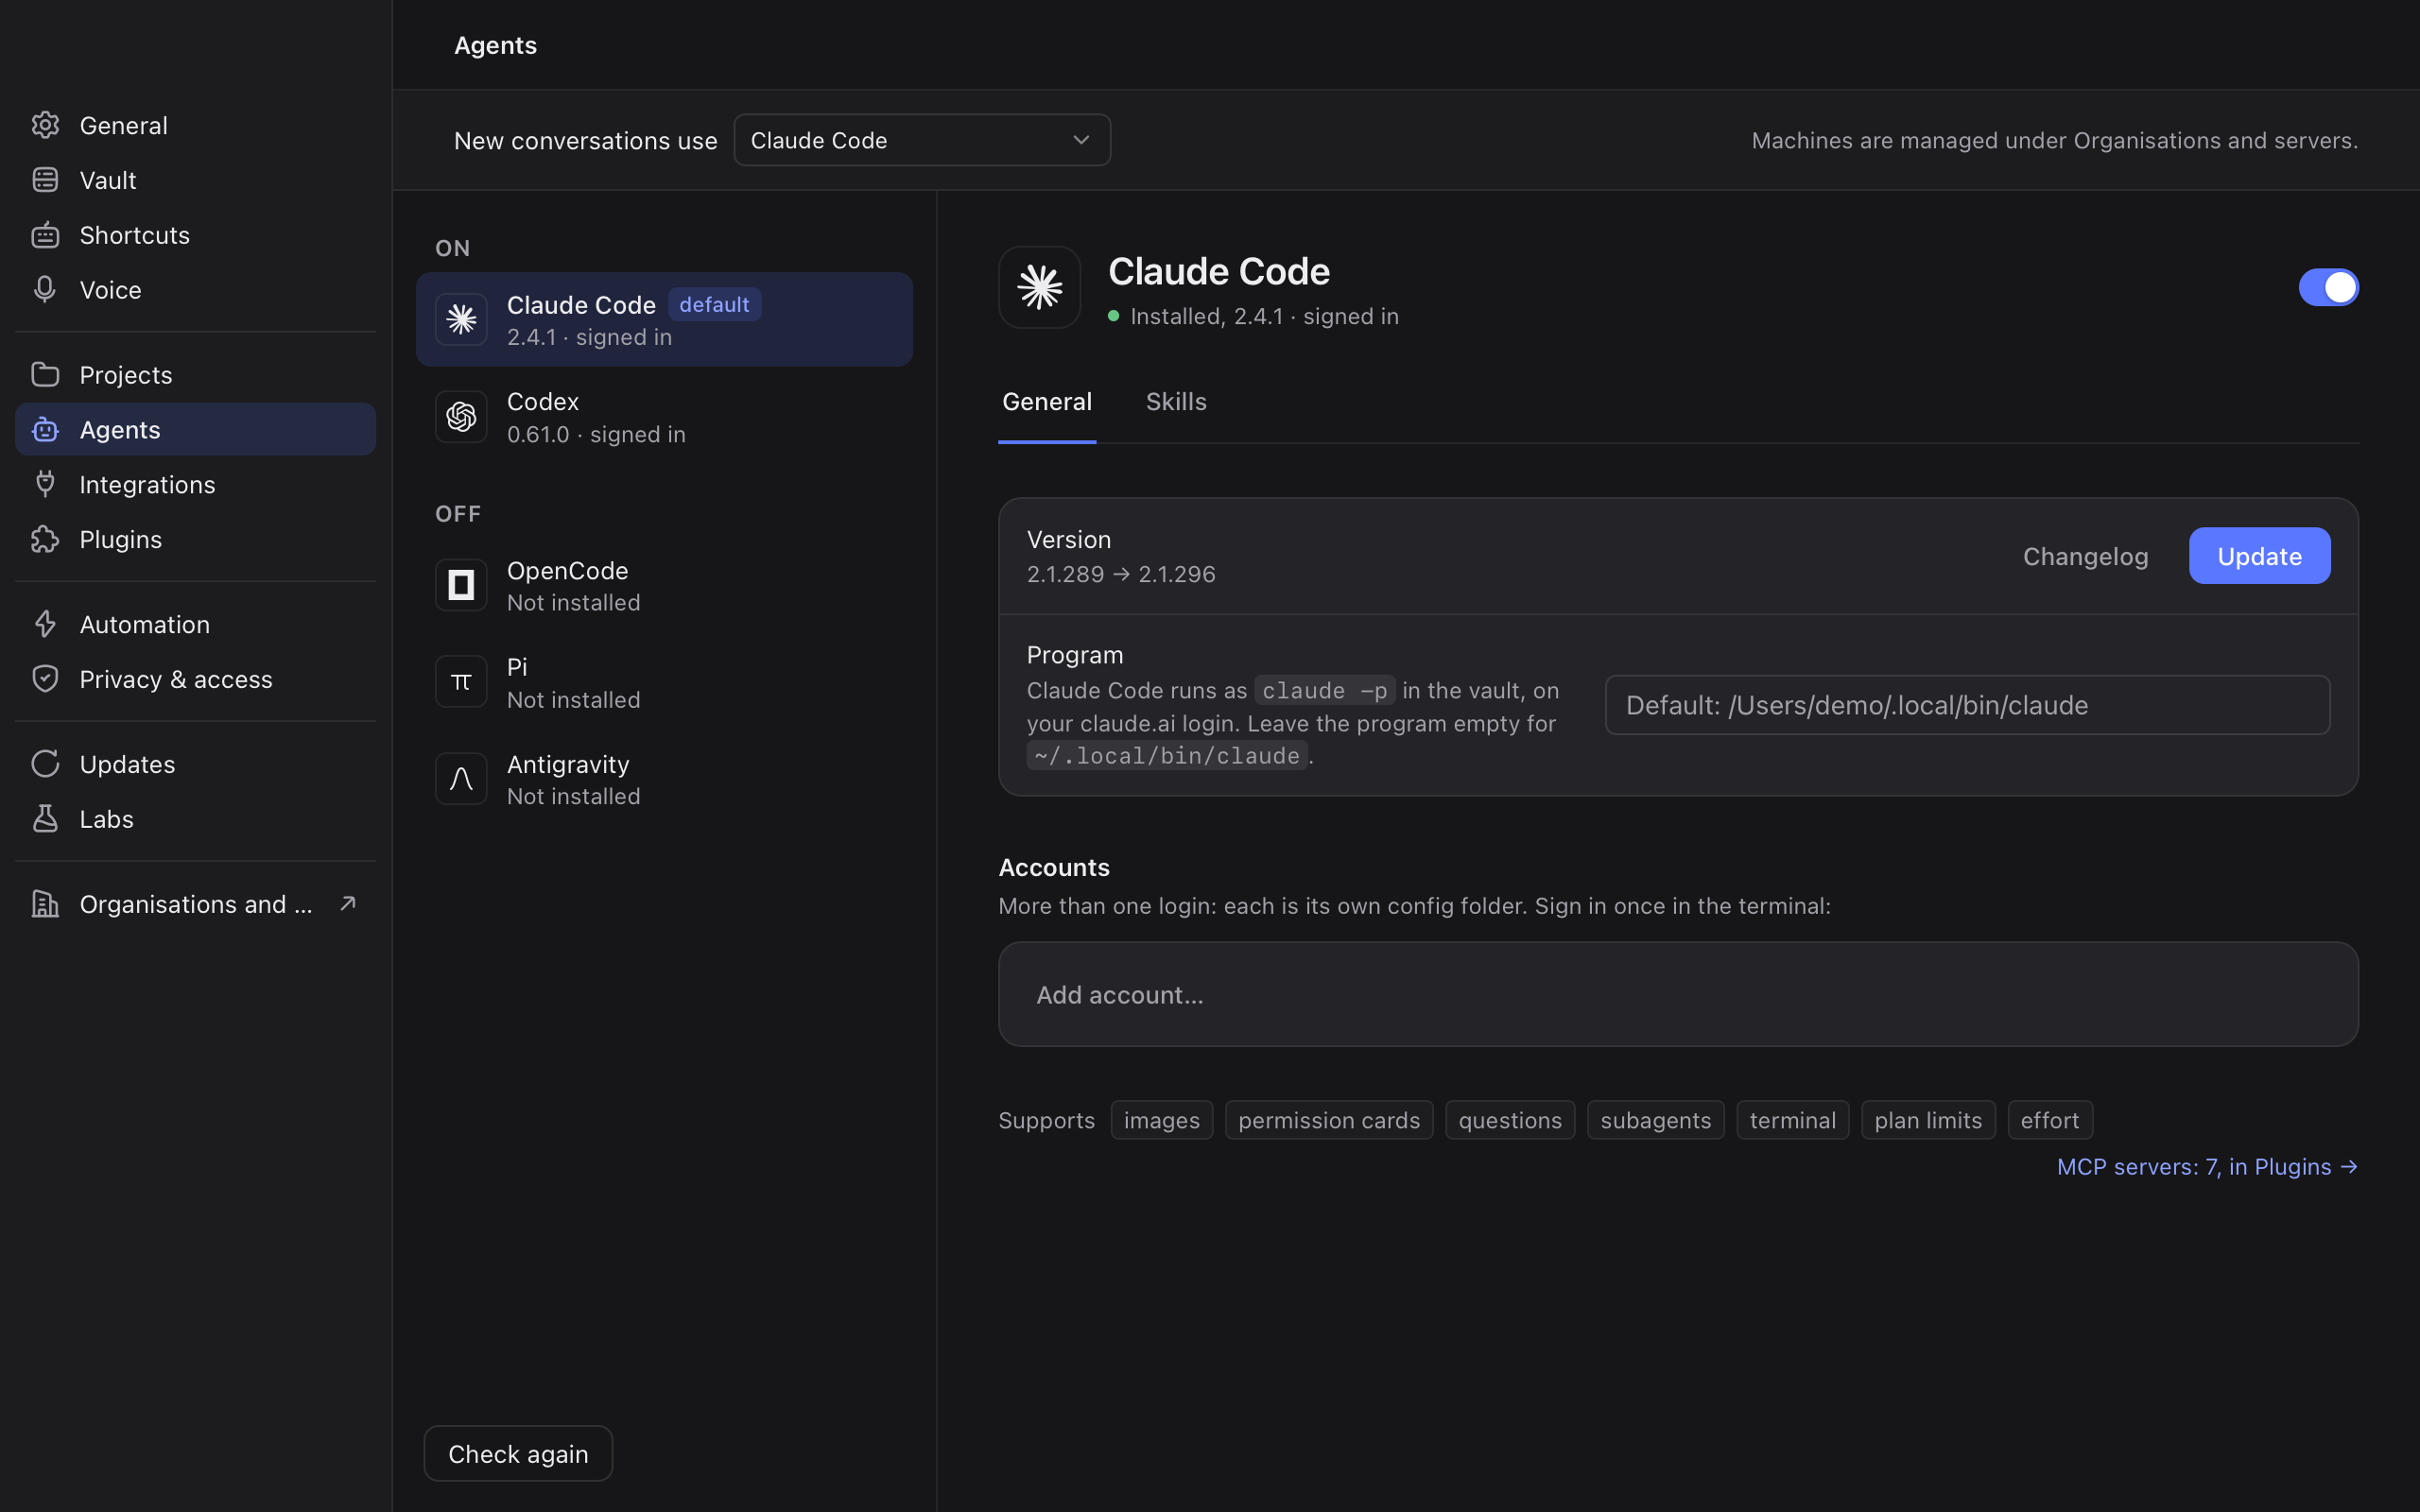 Agents
General
Vault
Shortcuts
Voice
Projects
Agents
Integrations
Plugins
Automation
Privacy & access
Updates
Labs
Organisations and ...
New conversations use
Claude Code
Machines are managed under Organisations and servers.
ON
Claude Code default
2.4.1 · signed in
Codex
0.61.0 · signed in
OFF
OpenCode
Not installed
Pi
Not installed
Antigravity
Not installed
Check again
Claude Code
Installed, 2.4.1 · signed in
General Skills
Version
2.1.289 → 2.1.296
Changelog
Update
Program
Claude Code runs as claude -p in the vault, on
your claude.ai login. Leave the program empty for
~/.local/bin/claude.
Default: /Users/demo/.local/bin/claude
Accounts
More than one login: each is its own config folder. Sign in once in the terminal:
Add account...
Supports images permission cards questions subagents terminal plan limits effort
MCP servers: 7, in Plugins →